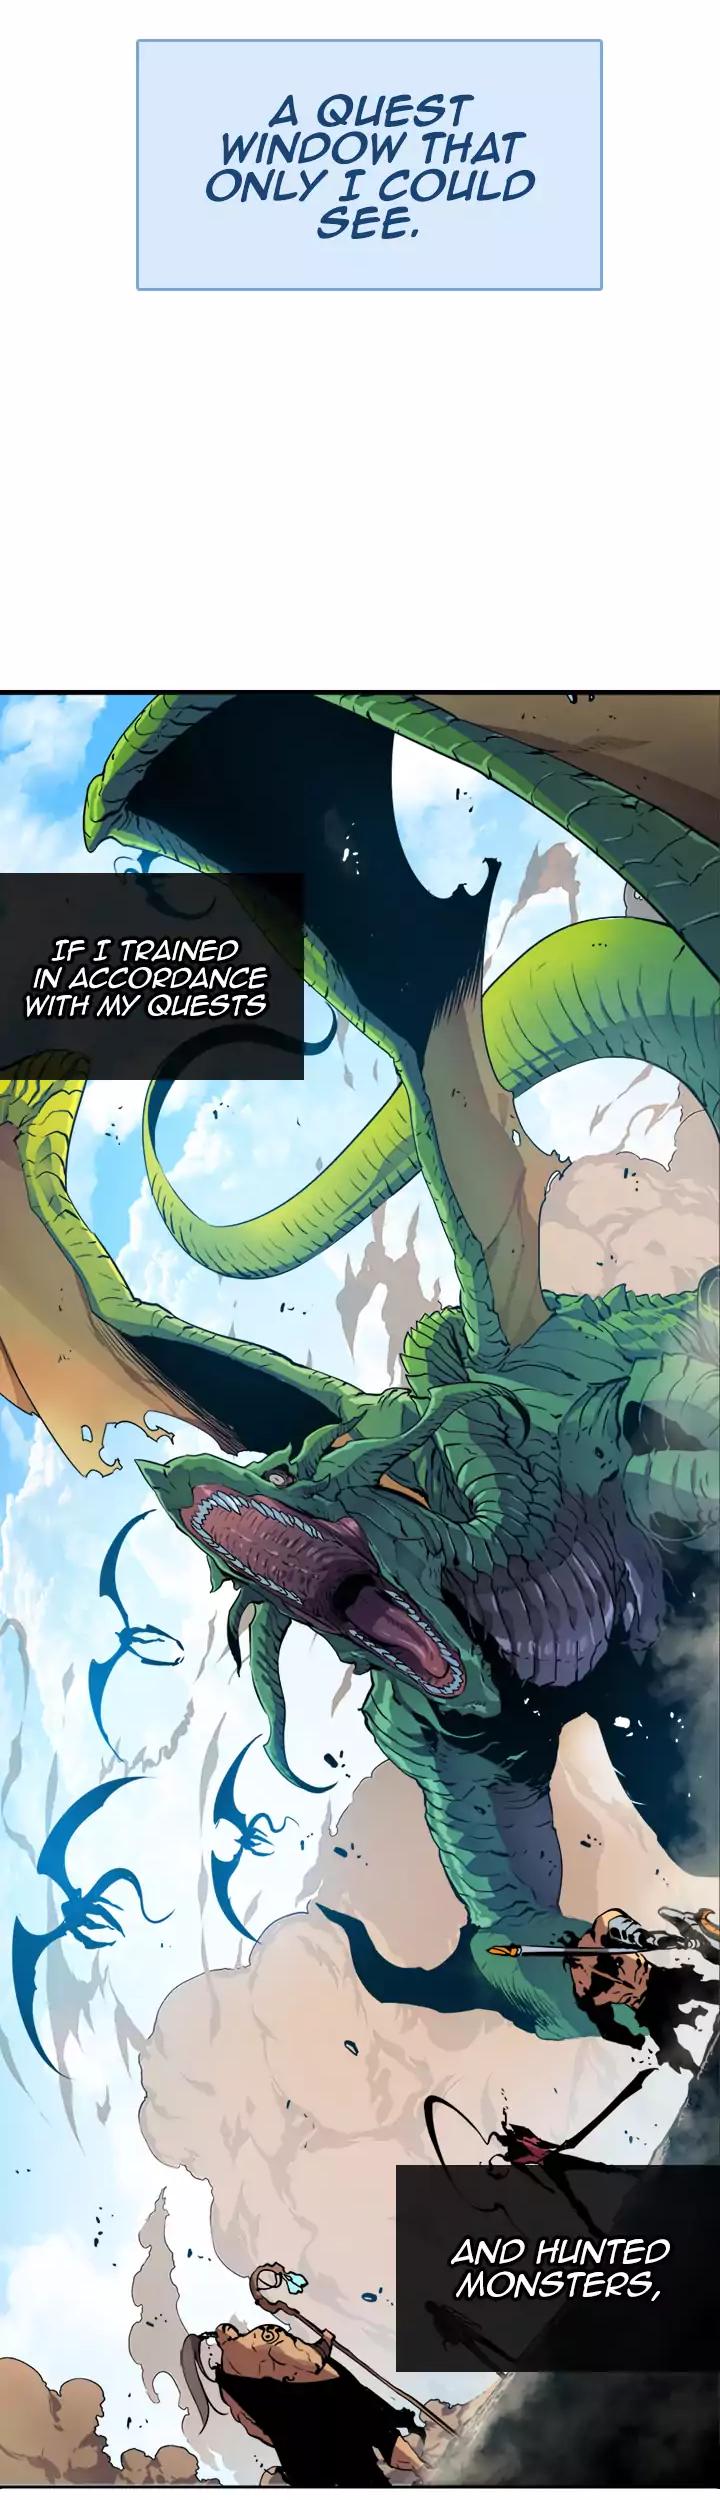 A QUEST
WINDOW THAT
ONLY I COULD
SEE.
IF I TRAINED
IN ACCORDANCE
WITH MY QUESTS
AND HUNTED
MONSTERS,